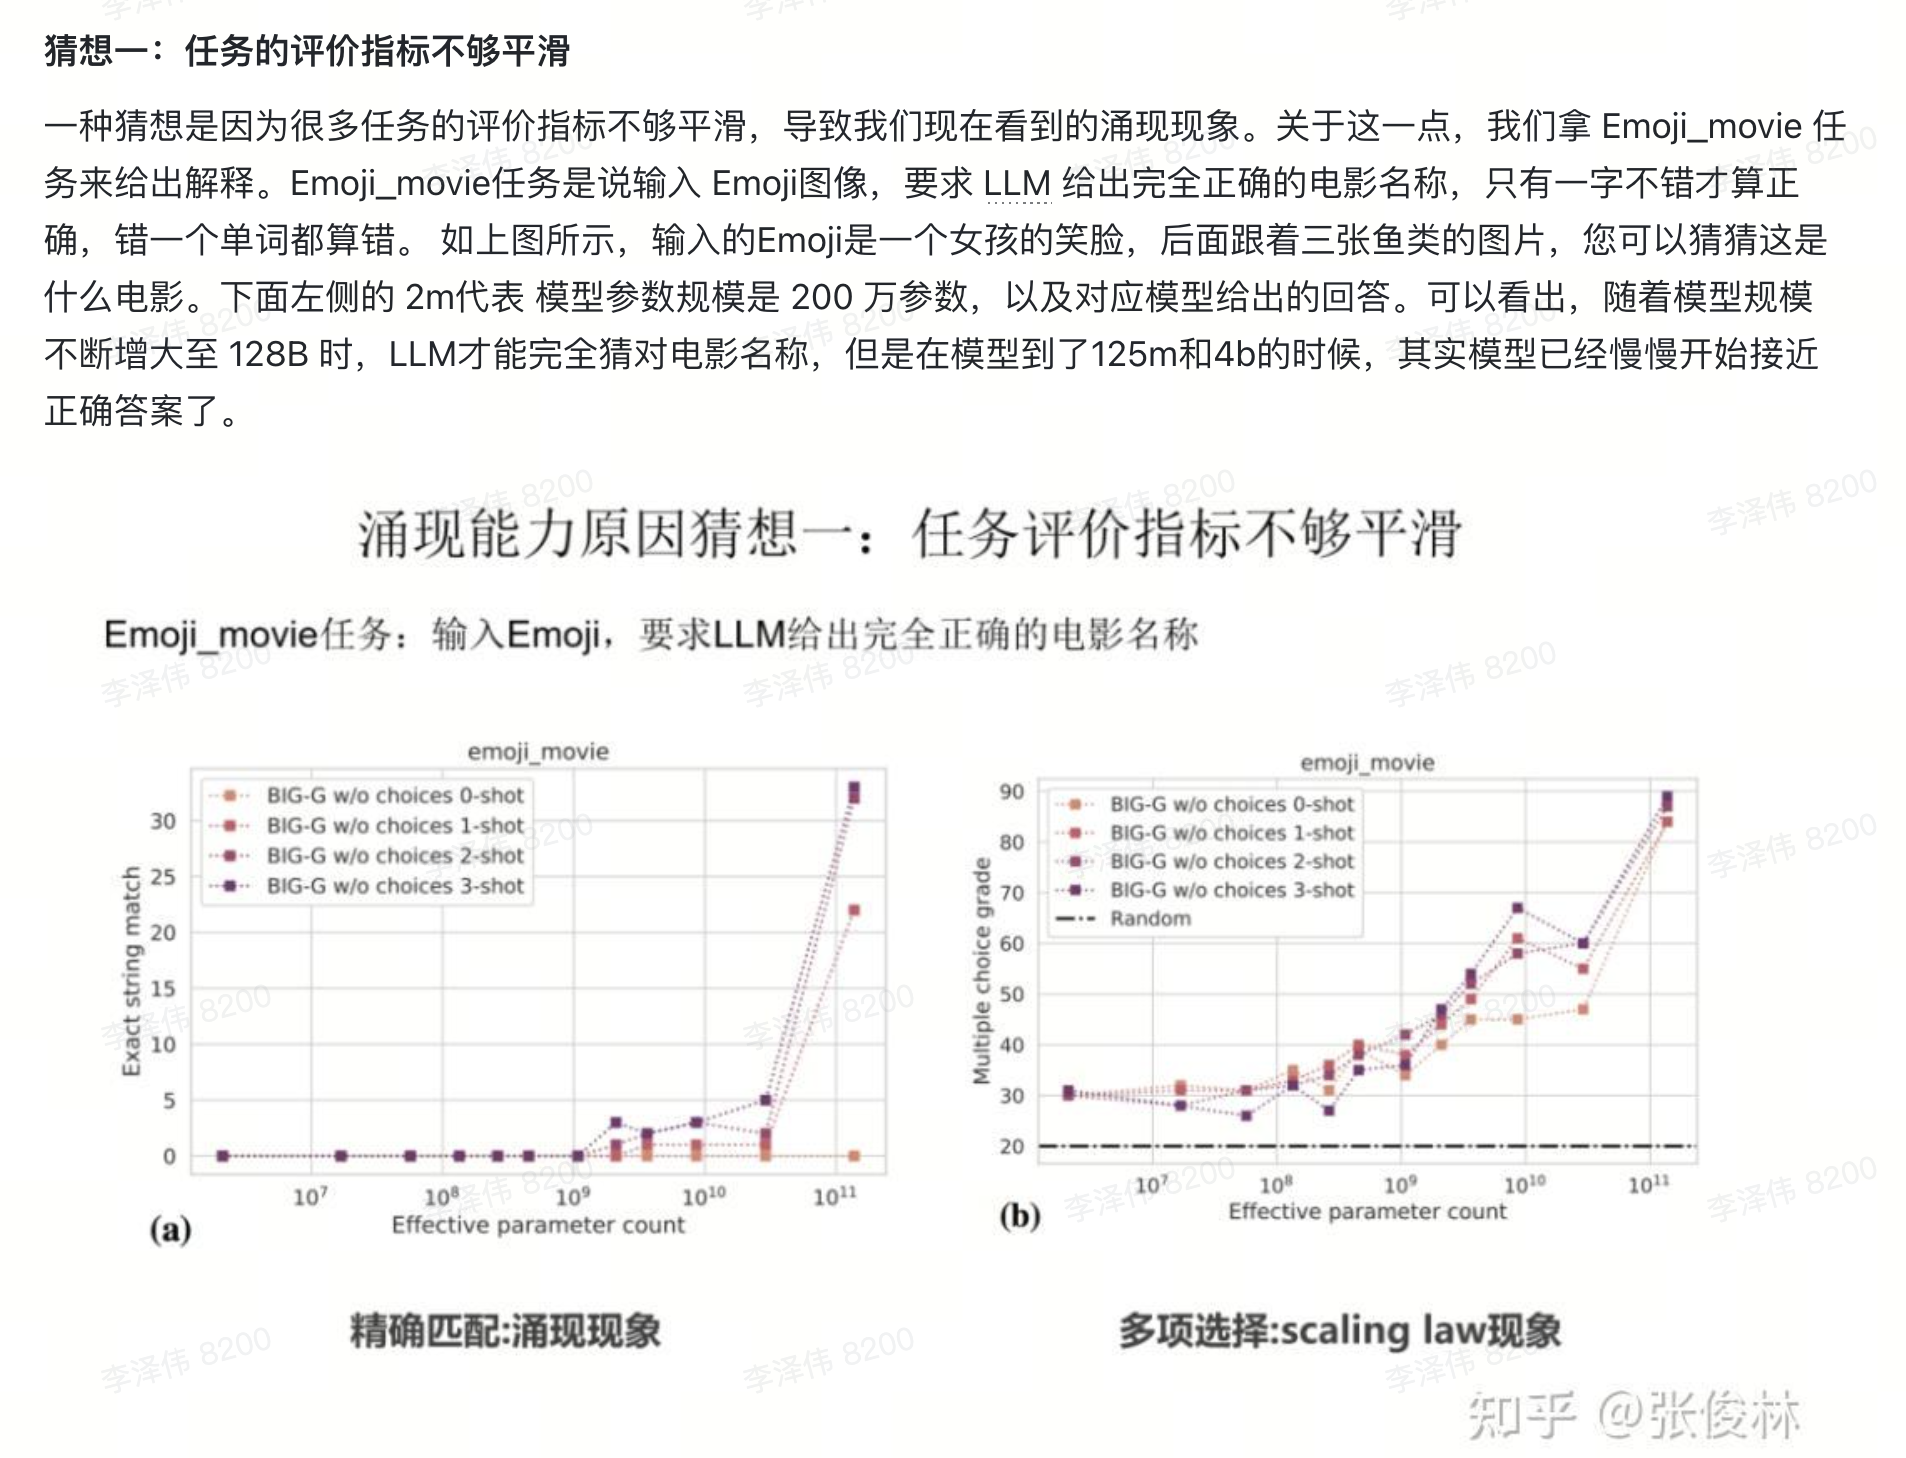 猜想一：任务的评价指标不够平滑
一种猜想是因为很多任务的评价指标不够平滑，导致我们现在看到的涌现现象。关于这一点，我们拿 Emoji_movie 任
务来给出解释。Emoji_movie任务是说输入 Emoji图像，要求 LLM 给出完全正确的电影名称，只有一字不错才算正
确，错一个单词都算错。 如上图所示，输入的Emoji是一个女孩的笑脸，后面跟着三张鱼类的图片，您可以猜猜这是
什么电影。下面左侧的 2m代表 模型参数规模是 200 万参数，以及对应模型给出的回答。可以看出，随着模型规模
不断增大至 128B 时，LLM才能完全猜对电影名称，但是在模型到了125m和4b的时候，其实模型已经慢慢开始接近
正确答案了。
涌现能力原因猜想一：任务评价指标不够平滑
Emoji_movie任务：输入Emoji，要求LLM给出完全正确的电影名称
emoji_movie
BIG-G w/o choices 0-shot
BIG-G w/o choices 1-shot
BIG-G w/o choices 2-shot
BIG-G w/o choices 3-shot
Exact string match
30
25
20
15
10
5
0
10⁷ 10⁸ 10⁹ 10¹⁰ 10¹¹
Effective parameter count
(a)
emoji_movie
BIG-G w/o choices 0-shot
BIG-G w/o choices 1-shot
BIG-G w/o choices 2-shot
BIG-G w/o choices 3-shot
Random
Multiple choice grade
90
80
70
60
50
40
30
20
10⁷ 10⁸ 10⁹ 10¹⁰ 10¹¹
Effective parameter count
(b)
精确匹配:涌现现象
多项选择:scaling law现象
知乎 @张俊林
李泽伟 8200